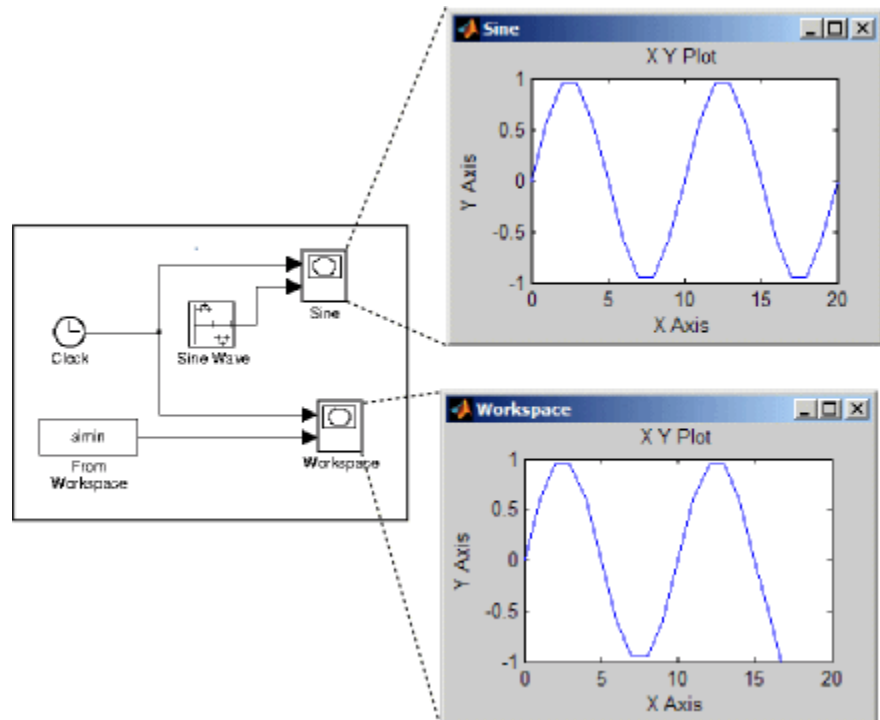 Sine
X Y Plot
1
0.5
0
-0.5
-1
Y Axis
0 5 10 15 20
X Axis
Sine
Clock
Sine Wave
simin
From
Workspace
Workspace
Workspace
X Y Plot
1
0.5
0
-0.5
-1
Y Axis
0 5 10 15 20
X Axis